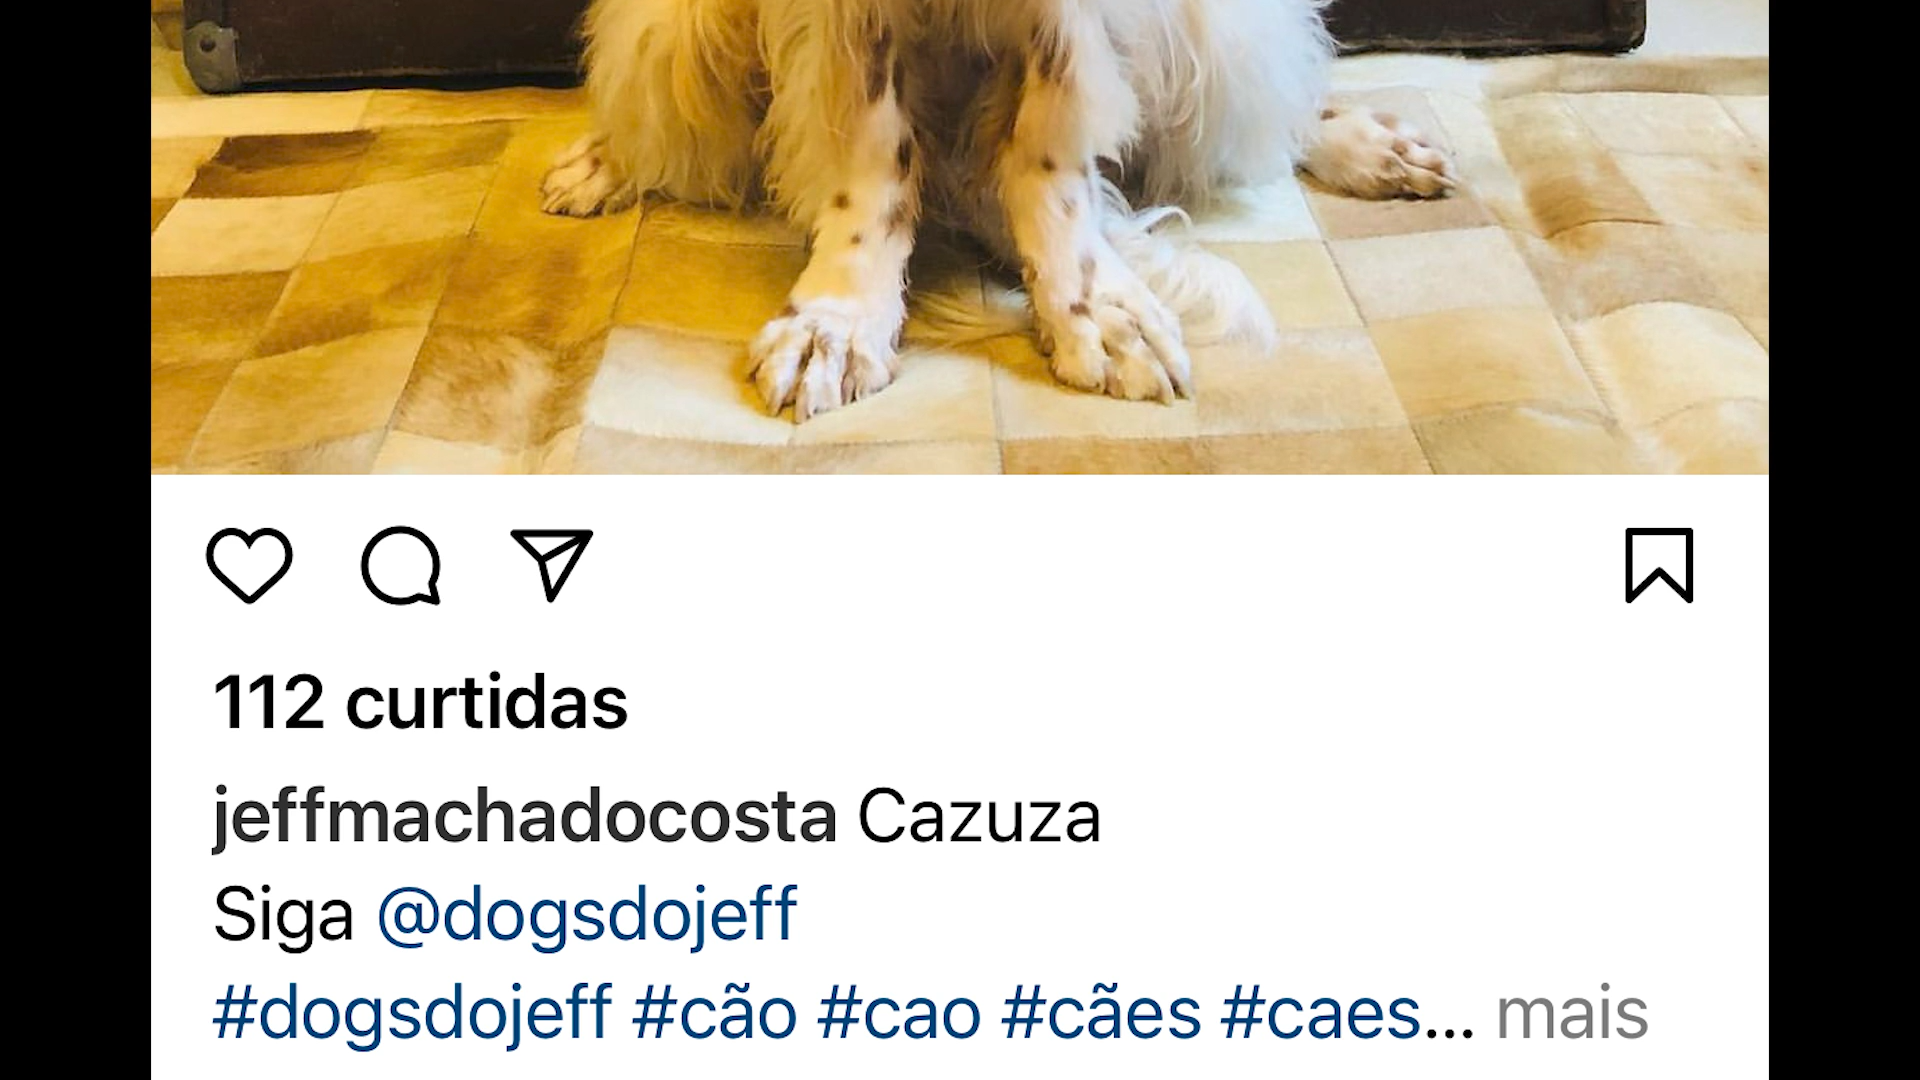 112 curtidas
jeffmachadocosta Cazuza
Siga @dogsdojeff
#dogsdojeff #cão #cao #cães #caes... mais